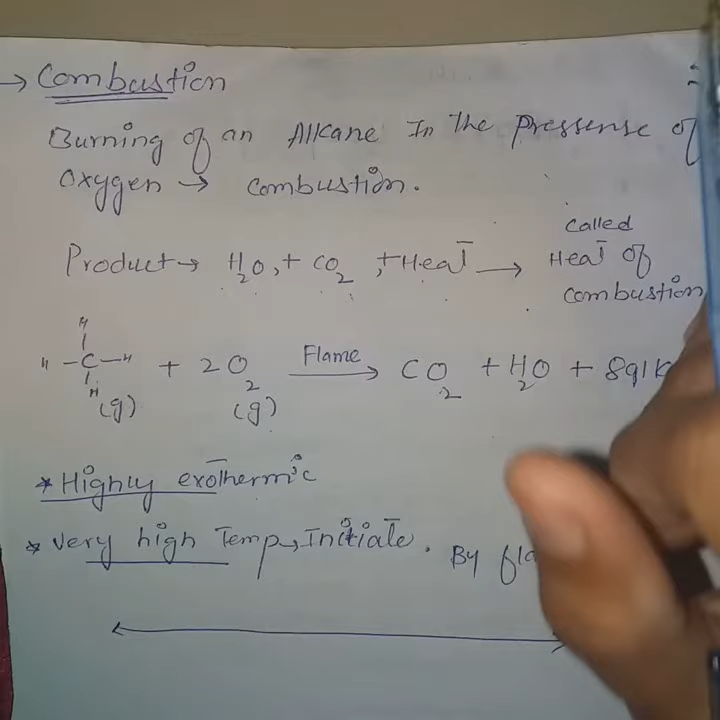 → Combustion
Burning of an Alkane In the Pressense of
Oxygen → combustion.
called
Product → H2O, + CO2, + Heat → Heat of
combustion
H
H - C - H + 2O2 Flame → CO2 + H2O + 891K
H
(g) (g)
* Highly exothermic
* Very high Temp, Initiate. By